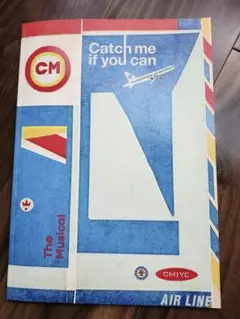 CM
Catch me
if you can
The
Musical
CMIYC
AIR LINE